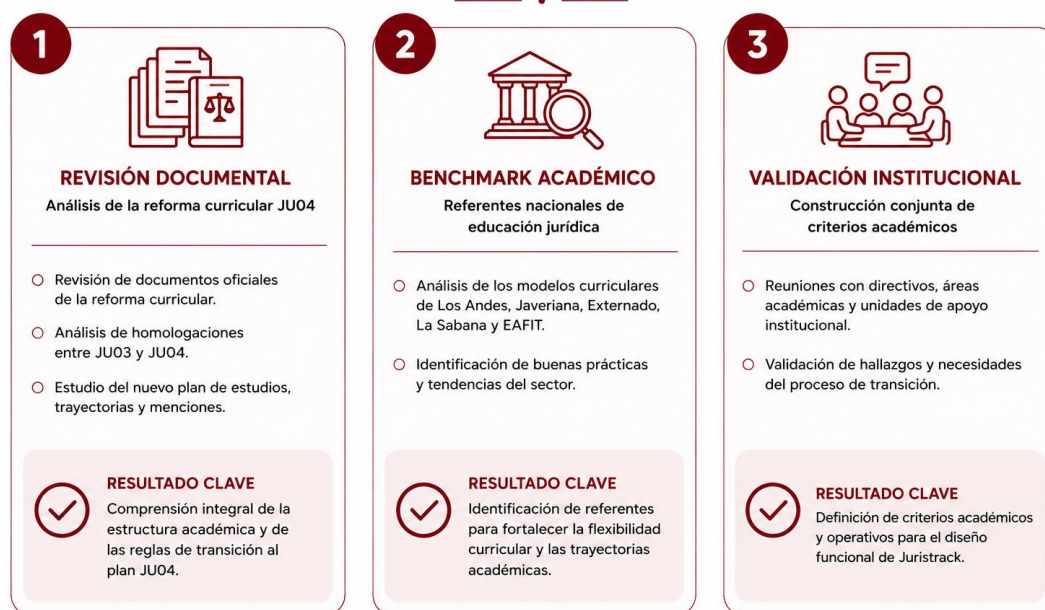 1
REVISIÓN DOCUMENTAL
Análisis de la reforma curricular JU04
Revisión de documentos oficiales
de la reforma curricular.
Análisis de homologaciones
entre JU03 y JU04.
Estudio del nuevo plan de estudios,
trayectorias y menciones.
RESULTADO CLAVE
Comprensión integral de la
estructura académica y de
las reglas de transición al
plan JU04.
2
BENCHMARK ACADÉMICO
Referentes nacionales de
educación jurídica
Análisis de los modelos curriculares
de Los Andes, Javeriana, Externado,
La Sabana y EAFIT.
Identificación de buenas prácticas
y tendencias del sector.
RESULTADO CLAVE
Identificación de referentes
para fortalecer la flexibilidad
curricular y las trayectorias
académicas.
3
VALIDACIÓN INSTITUCIONAL
Construcción conjunta de
criterios académicos
Reuniones con directivos, áreas
académicas y unidades de apoyo
institucional.
Validación de hallazgos y necesidades
del proceso de transición.
RESULTADO CLAVE
Definición de criterios académicos
y operativos para el diseño
funcional de Juristrack.